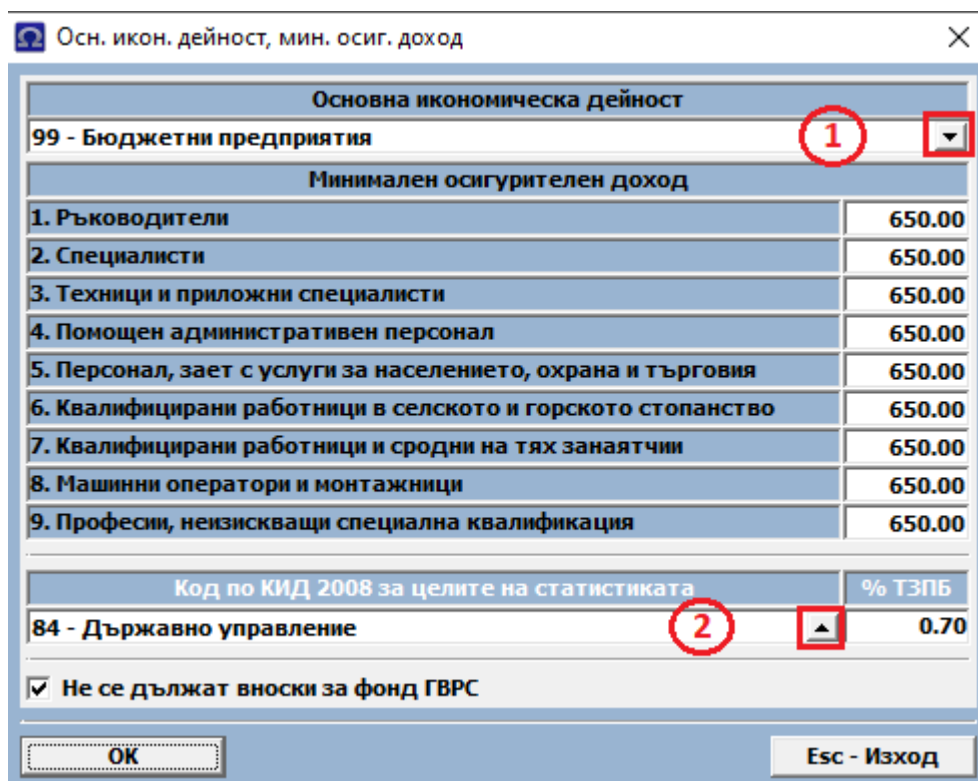 Осн. икон. дейност, мин. осиг. доход
Основна икономическа дейност
99 - Бюджетни предприятия 1
Минимален осигурителен доход
1. Ръководители 650.00
2. Специалисти 650.00
3. Техници и приложни специалисти 650.00
4. Помощен административен персонал 650.00
5. Персонал, зает с услуги за населението, охрана и търговия 650.00
6. Квалифицирани работници в селското и горското стопанство 650.00
7. Квалифицирани работници и сродни на тях занаятчии 650.00
8. Машинни оператори и монтажници 650.00
9. Професии, неизискващи специална квалификация 650.00
Код по КИД 2008 за целите на статистиката % ТЗПБ
84 - Държавно управление 2 0.70
Не се дължат вноски за фонд ГВРС
OK Esc - Изход